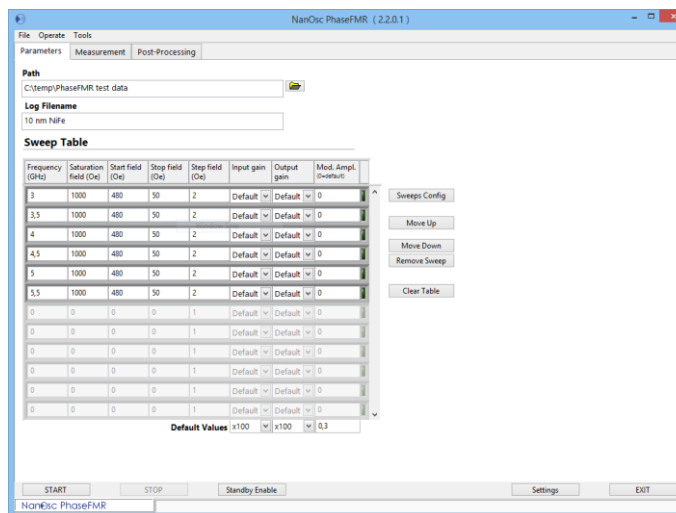 NanOsc PhaseFMR ( 2.2.0.1 )
File Operate Tools
Parameters Measurement Post-Processing
Path
C:\temp\PhaseFMR test data
Log Filename
10 nm NiFe
Sweep Table
Frequency (GHz) Saturation field (Oe) Start field (Oe) Stop field (Oe) Step field (Oe) Input gain Output gain Mod. Ampl. (0=default)
3 1000 480 50 2 Default Default 0
Sweeps Config
3,5 1000 480 50 2 Default Default 0
Move Up
4 1000 480 50 2 Default Default 0
Move Down
4,5 1000 480 50 2 Default Default 0
Remove Sweep
5 1000 480 50 2 Default Default 0
5,5 1000 480 50 2 Default Default 0
Clear Table
0 0 0 0 1 Default Default 0
0 0 0 0 1 Default Default 0
0 0 0 0 1 Default Default 0
0 0 0 0 1 Default Default 0
0 0 0 0 1 Default Default 0
0 0 0 0 1 Default Default 0
Default Values x100 x100 0,3
START STOP Standby Enable Settings EXIT
NanOsc PhaseFMR